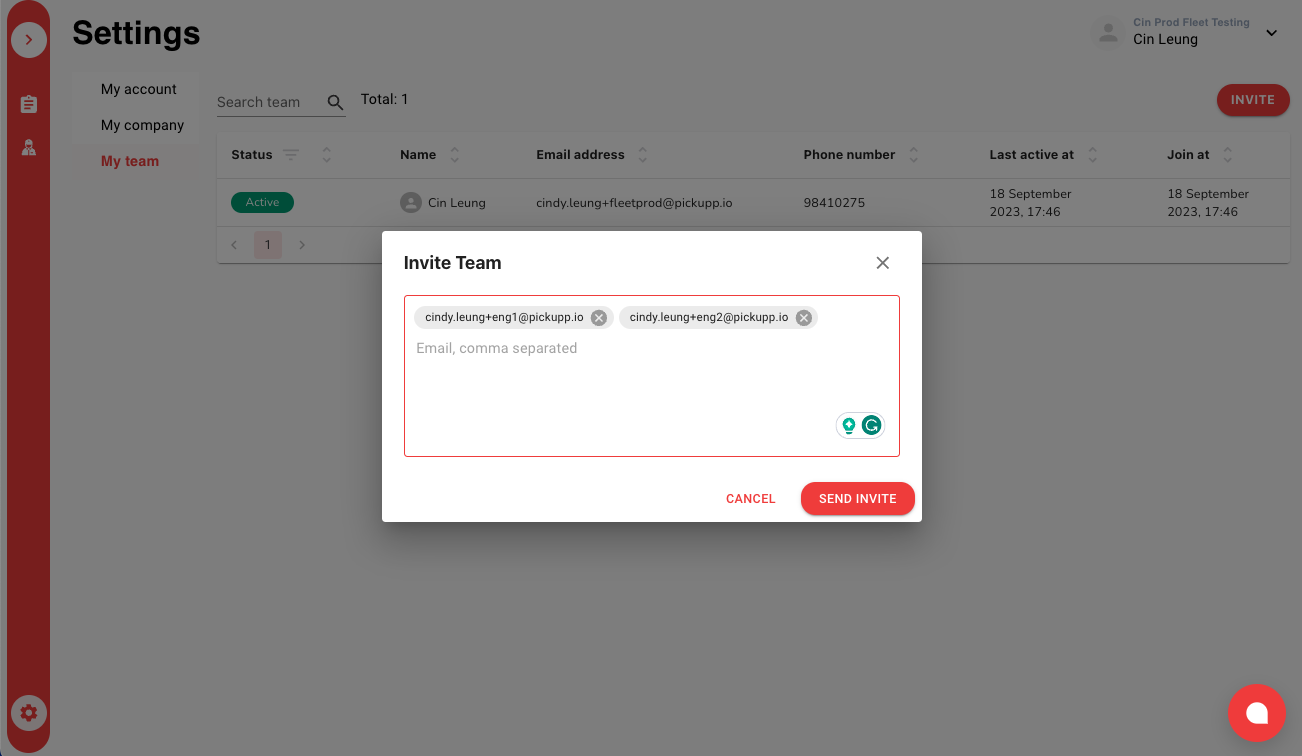 Settings
Cin Prod Fleet Testing
Cin Leung
My account
My company
My team
Search team
Total: 1
INVITE
Status Name Email address Phone number Last active at Join at
Active Cin Leung cindy.leung+fleetprod@pickupp.io 98410275 18 September 2023, 17:46 18 September 2023, 17:46
1
Invite Team
cindy.leung+eng1@pickupp.io cindy.leung+eng2@pickupp.io
Email, comma separated
CANCEL SEND INVITE